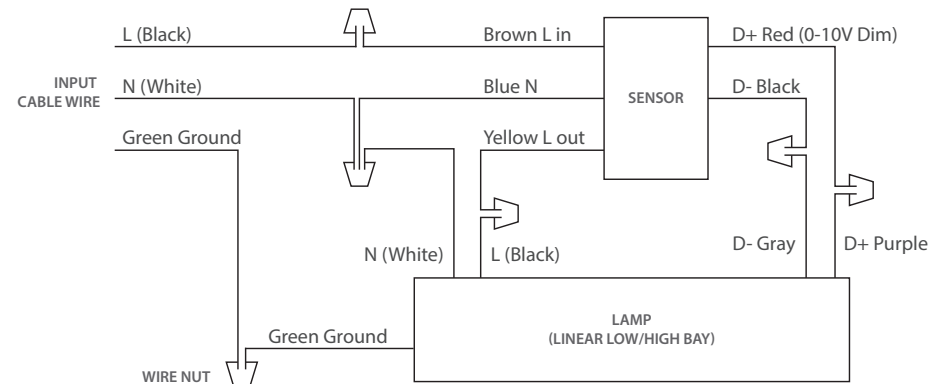 L (Black)
Brown L in
D+ Red (0-10V Dim)
INPUT
CABLE WIRE
N (White)
Blue N
SENSOR
D- Black
Green Ground
Yellow L out
N (White)
L (Black)
D- Gray
D+ Purple
LAMP
(LINEAR LOW/HIGH BAY)
Green Ground
WIRE NUT